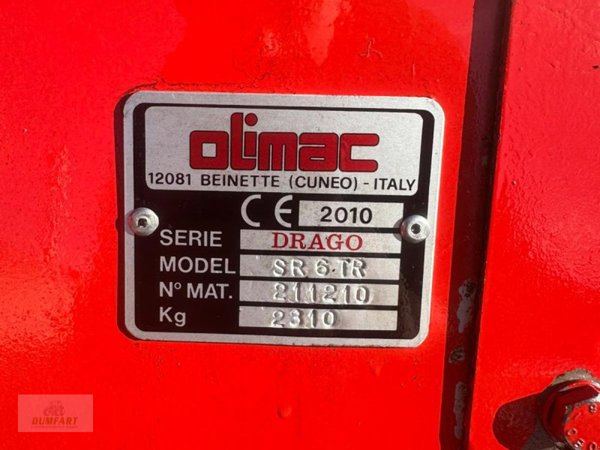 olimac
12081 BEINETTE (CUNEO) - ITALY
CE 2010
SERIE DRAGO
MODEL SR 6 TR
N° MAT. 211210
Kg 2310
DUMFART